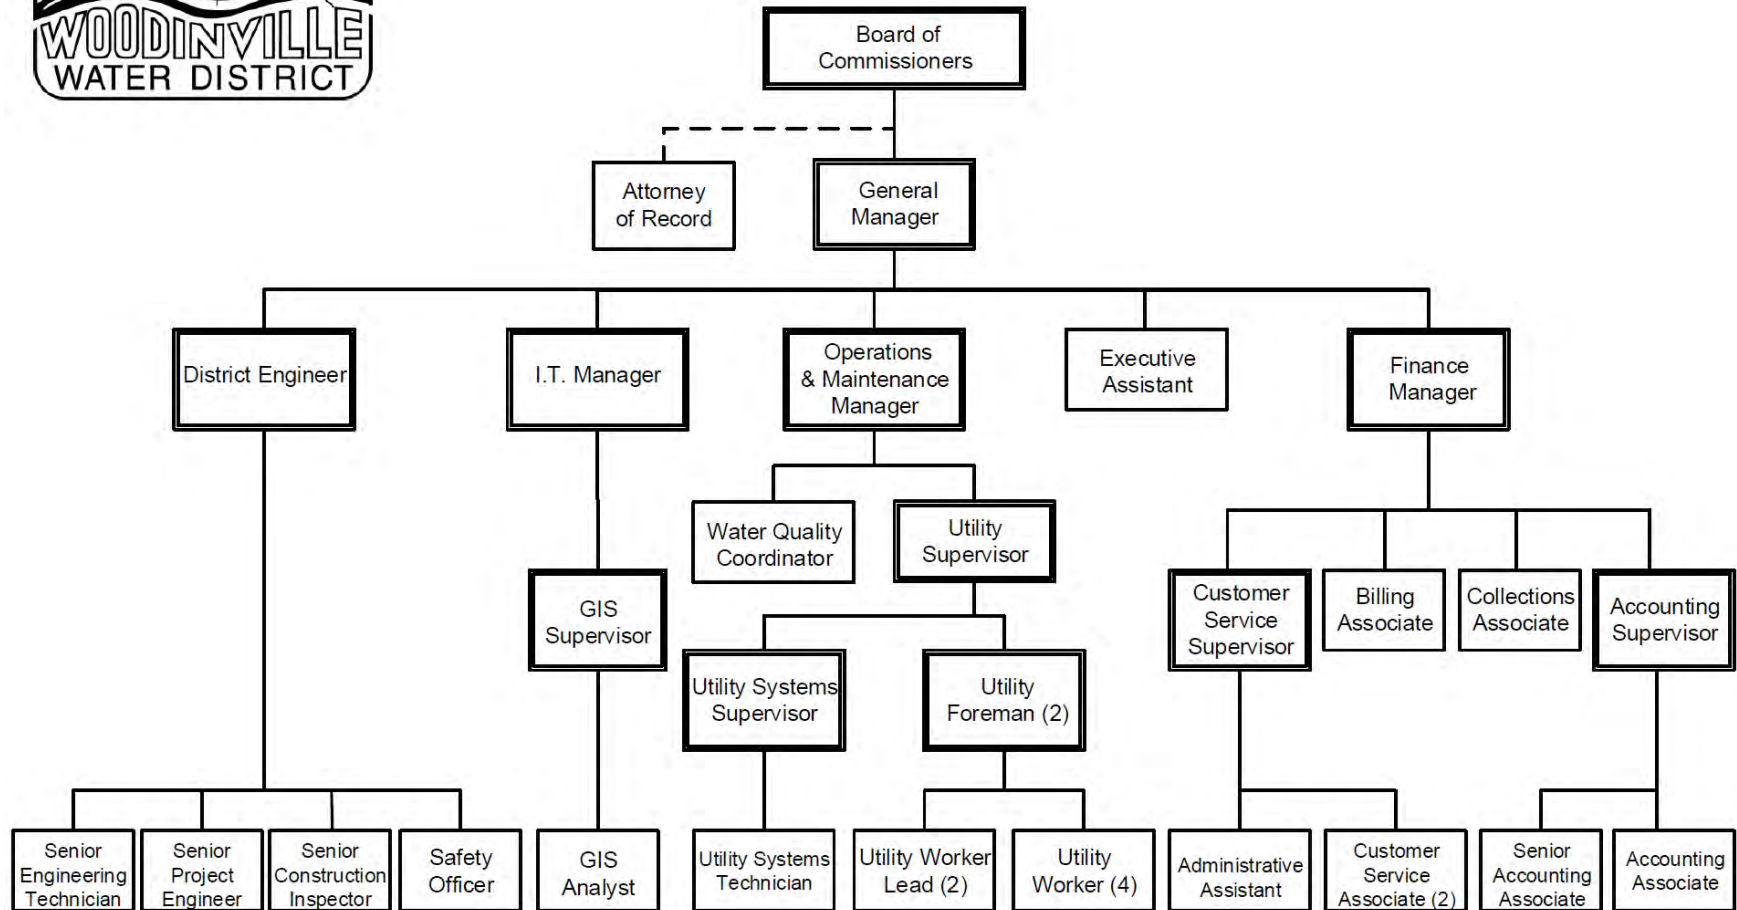 WOODINVILLE
WATER DISTRICT
Board of
Commissioners
Attorney
of Record
General
Manager
District Engineer
I.T. Manager
Operations
& Maintenance
Manager
Executive
Assistant
Finance
Manager
Water Quality
Coordinator
Utility
Supervisor
GIS
Supervisor
Customer
Service
Supervisor
Billing
Associate
Collections
Associate
Accounting
Supervisor
Utility Systems
Supervisor
Utility
Foreman (2)
Senior
Engineering
Technician
Senior
Project
Engineer
Senior
Construction
Inspector
Safety
Officer
GIS
Analyst
Utility Systems
Technician
Utility Worker
Lead (2)
Utility
Worker (4)
Administrative
Assistant
Customer
Service
Associate (2)
Senior
Accounting
Associate
Accounting
Associate